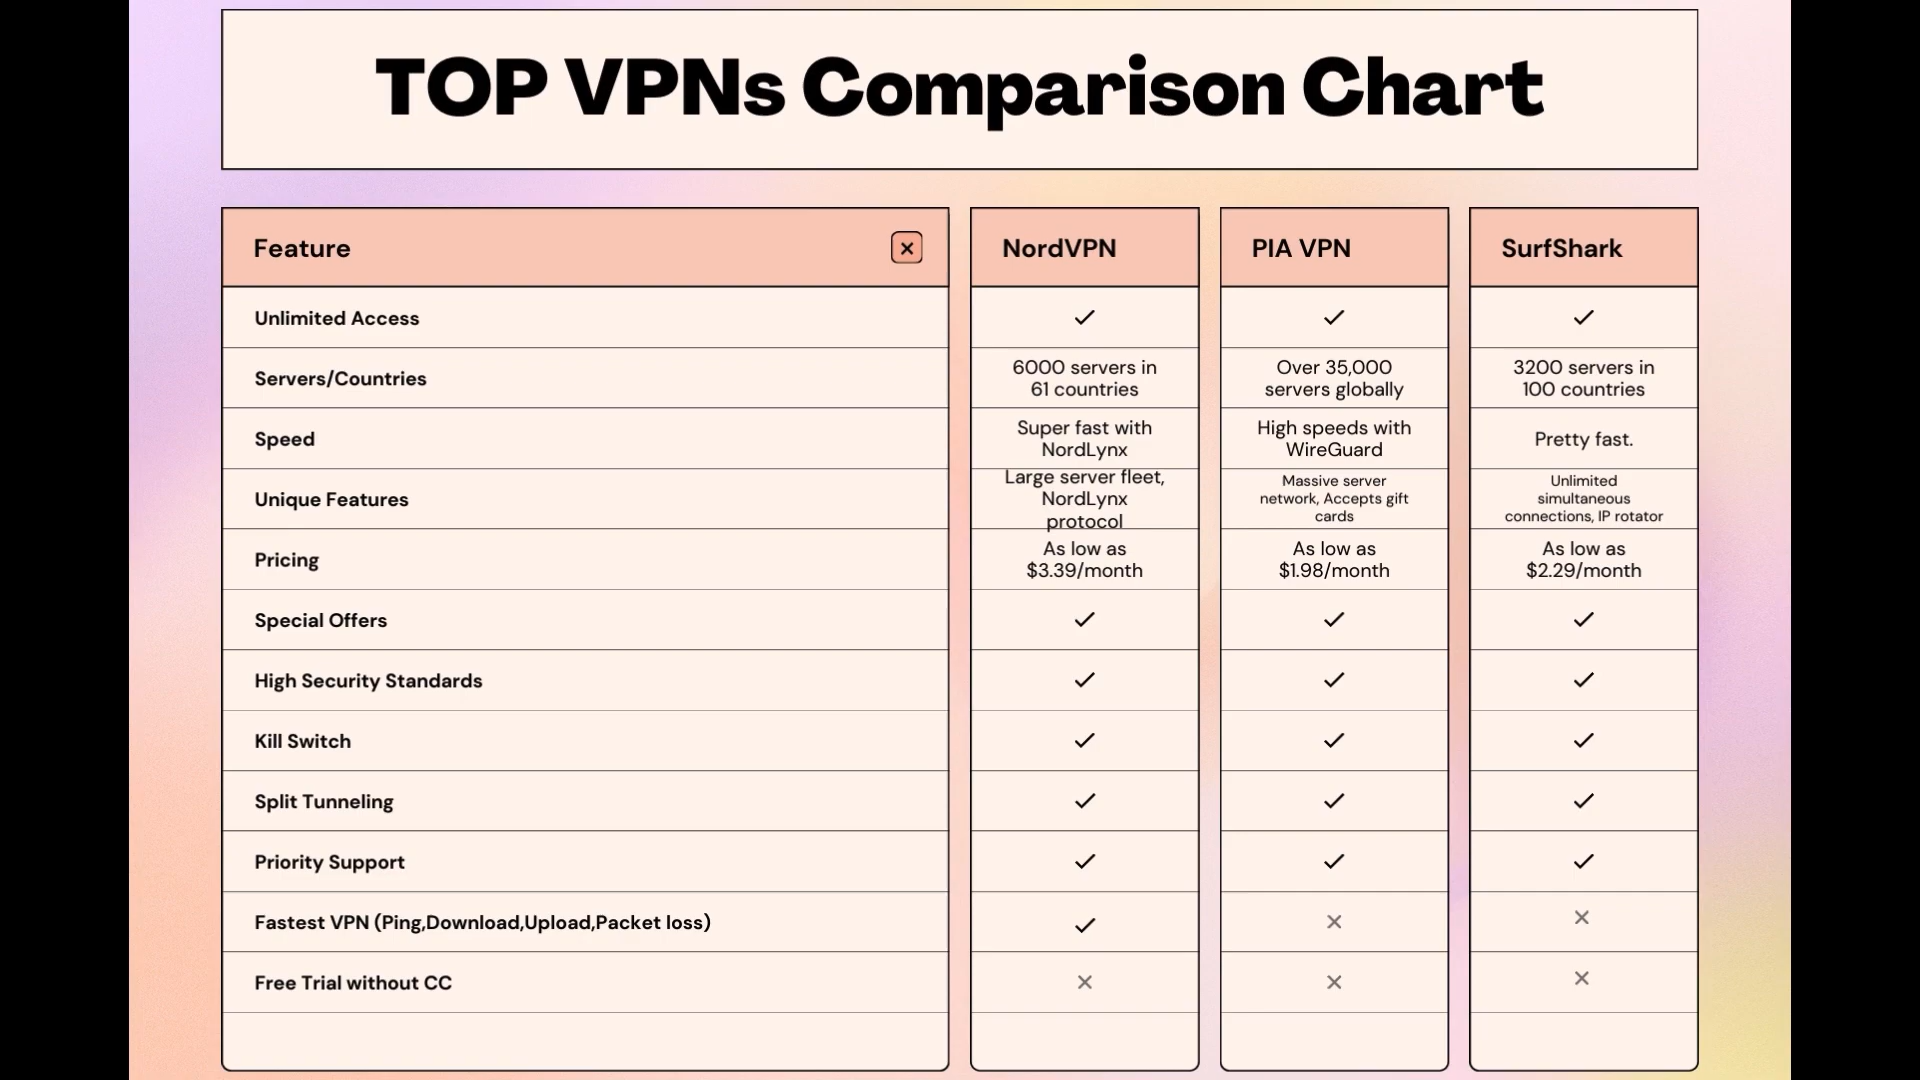 TOP VPNs Comparison Chart
Feature
NordVPN
PIA VPN
SurfShark
Unlimited Access
Servers/Countries
6000 servers in
61 countries
Over 35,000
servers globally
3200 servers in
100 countries
Speed
Super fast with
NordLynx
High speeds with
WireGuard
Pretty fast.
Unique Features
Large server fleet,
NordLynx
protocol
Massive server
network, Accepts gift
cards
Unlimited
simultaneous
connections, IP rotator
Pricing
As low as
$3.39/month
As low as
$1.98/month
As low as
$2.29/month
Special Offers
High Security Standards
Kill Switch
Split Tunneling
Priority Support
Fastest VPN (Ping,Download,Upload,Packet loss)
Free Trial without CC